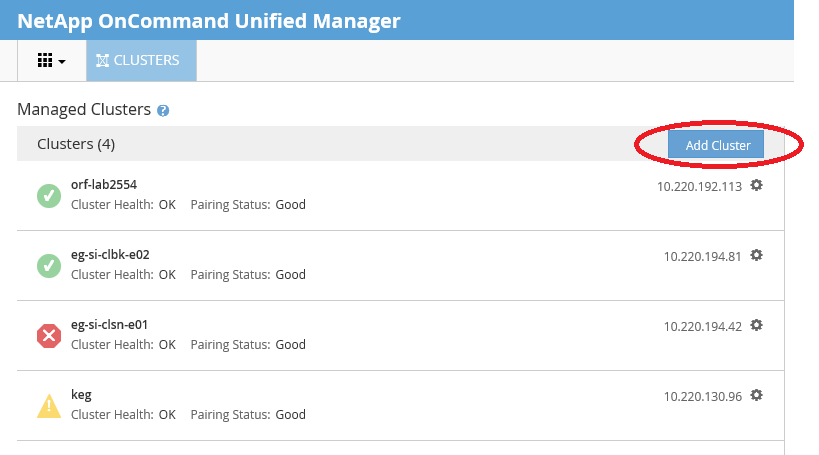 NetApp OnCommand Unified Manager
CLUSTERS
Managed Clusters ?
Clusters (4)
Add Cluster
orf-lab2554
10.220.192.113
Cluster Health: OK Pairing Status: Good
eg-si-clbk-e02
10.220.194.81
Cluster Health: OK Pairing Status: Good
eg-si-clsn-e01
10.220.194.42
Cluster Health: OK Pairing Status: Good
keg
10.220.130.96
Cluster Health: OK Pairing Status: Good